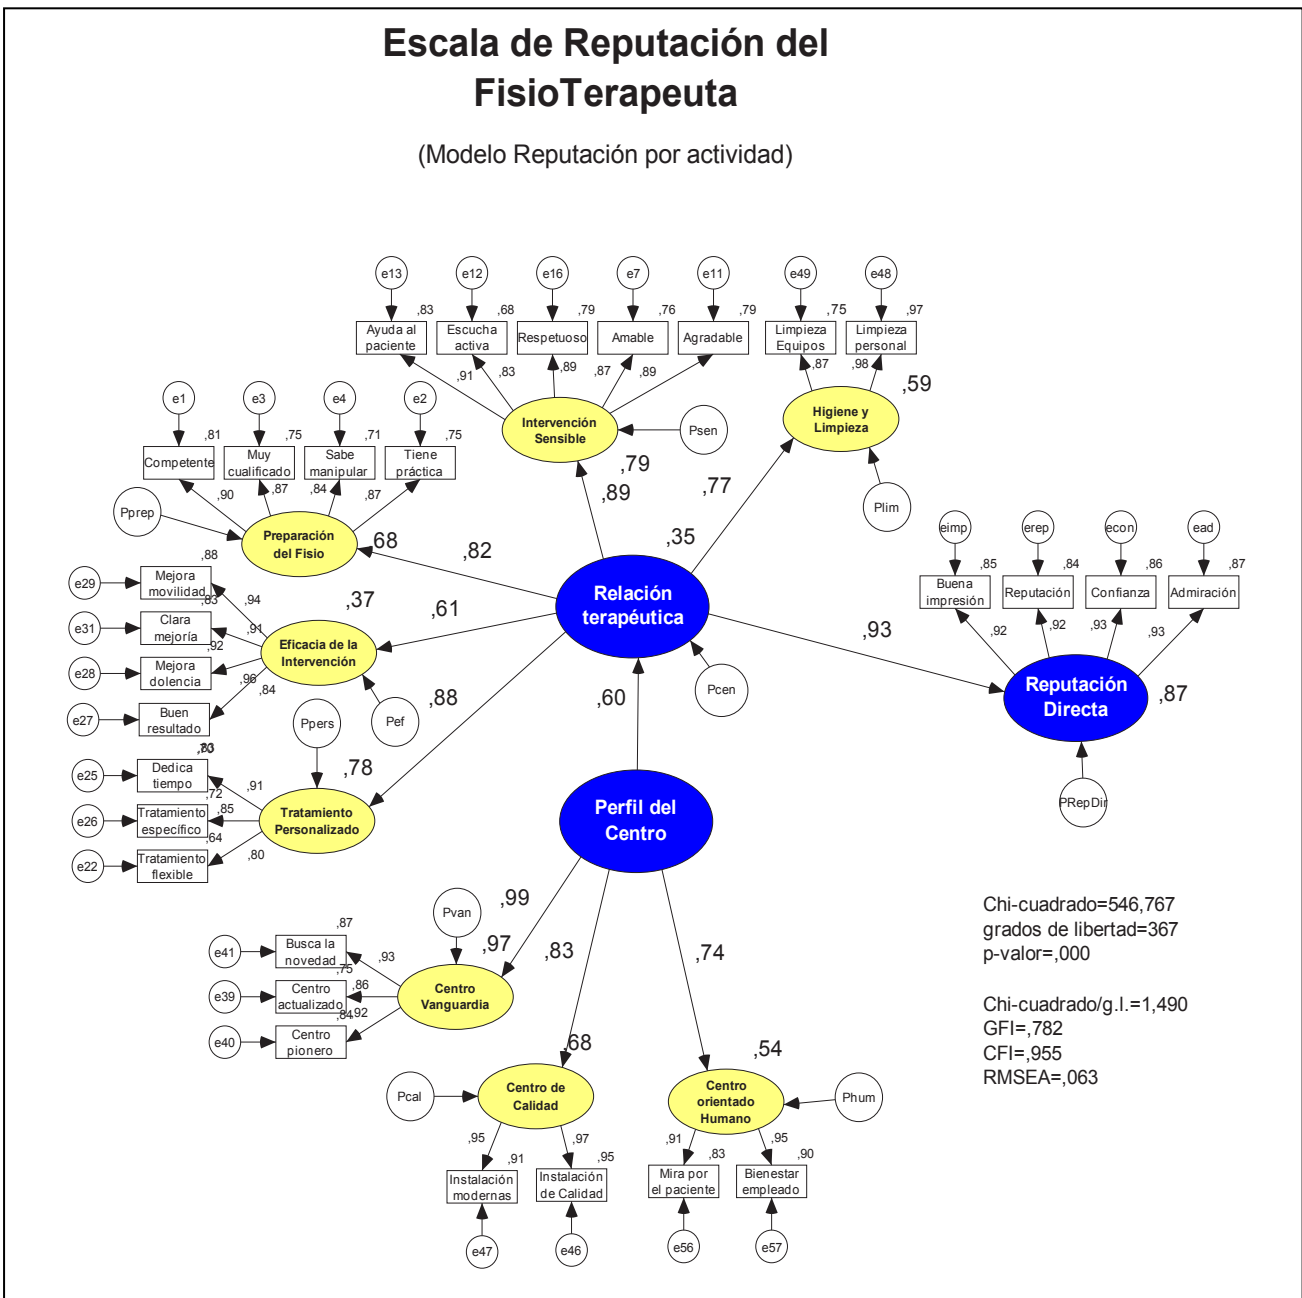 Escala de Reputación del
FisioTerapeuta
(Modelo Reputación por actividad)
e13
e12
e16
e7
e11
e49
e48
,83
,68
,79
,76
,79
,75
,97
Ayuda al
paciente
Escucha
activa
Respetuoso
Amable
Agradable
Limpieza
Equipos
Limpieza
personal
,91
,83
,89
,87
,89
,87
,98
Intervención
Sensible
Psen
,79
,89
Higiene y
Limpieza
,59
,77
Plim
e1
e3
e4
e2
,81
,75
,71
,75
Competente
Muy
cualificado
Sabe
manipular
Tiene
práctica
,90
,87
,84
,87
Pprep
Preparación
del Fisio
,68
,82
,35
Relación
terapéutica
Pcen
eimp
erep
econ
ead
,85
,84
,86
,87
Buena
impresión
Reputación
Confianza
Admiración
,92
,92
,93
,93
,93
Reputación
Directa
,87
PRepDir
e29
e31
e28
e27
,88
Mejora
movilidad
,83
Clara
mejoría
,92
Mejora
dolencia
Buen
resultado
,94
,91
,96
,84
Eficacia de la
Intervención
,37
,61
Pef
,88
,60
Ppers
,78
e25
e26
e22
,83
Dedica
tiempo
,72
Tratamiento
específico
,64
Tratamiento
flexible
,91
,85
,80
Tratamiento
Personalizado
Perfil del
Centro
,99
,83
,74
Pvan
,97
e41
e39
e40
,87
Busca la
novedad
,75
Centro
actualizado
,84
Centro
pionero
,93
,86
,92
Centro
Vanguardia
,68
,54
Pcal
Centro de
Calidad
Centro
orientado
Humano
Phum
,95
,97
,91
,95
,91
,95
,83
,90
Instalación
modernas
Instalación
de Calidad
Mira por
el paciente
Bienestar
empleado
e47
e46
e56
e57
Chi-cuadrado=546,767
grados de libertad=367
p-valor=,000
Chi-cuadrado/g.l.=1,490
GFI=,782
CFI=,955
RMSEA=,063